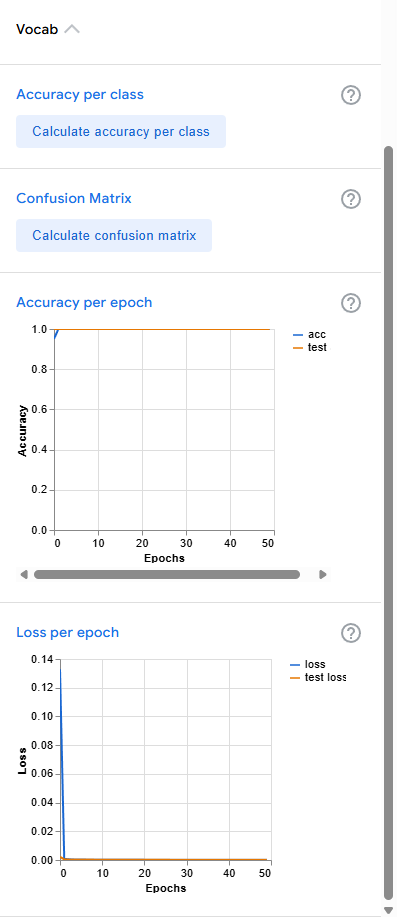 Vocab
Accuracy per class
Calculate accuracy per class
Confusion Matrix
Calculate confusion matrix
Accuracy per epoch
1.0
0.8
0.6
0.4
0.2
0.0
Accuracy
0 10 20 30 40 50
Epochs
acc
test
Loss per epoch
0.14
0.12
0.10
0.08
0.06
0.04
0.02
0.00
Loss
0 10 20 30 40 50
Epochs
loss
test loss